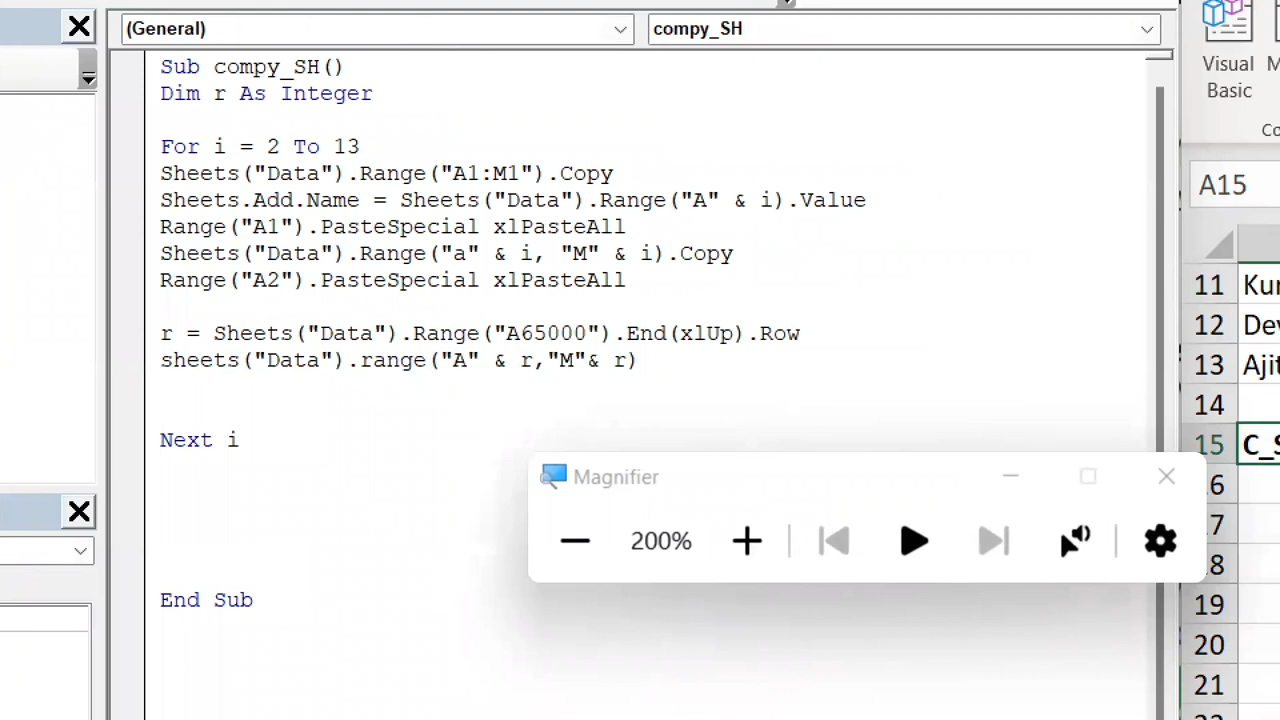 (General)
compy_SH
Sub compy_SH()
Dim r As Integer
For i = 2 To 13
Sheets("Data").Range("A1:M1").Copy
Sheets.Add.Name = Sheets("Data").Range("A" & i).Value
Range("A1").PasteSpecial xlPasteAll
Sheets("Data").Range("a" & i, "M" & i).Copy
Range("A2").PasteSpecial xlPasteAll
r = Sheets("Data").Range("A65000").End(xlUp).Row
sheets("Data").range("A" & r,"M"& r)
Next i
End Sub
Magnifier
200%
Visual
Basic
A15
11
12
13
14
15
19
20
21